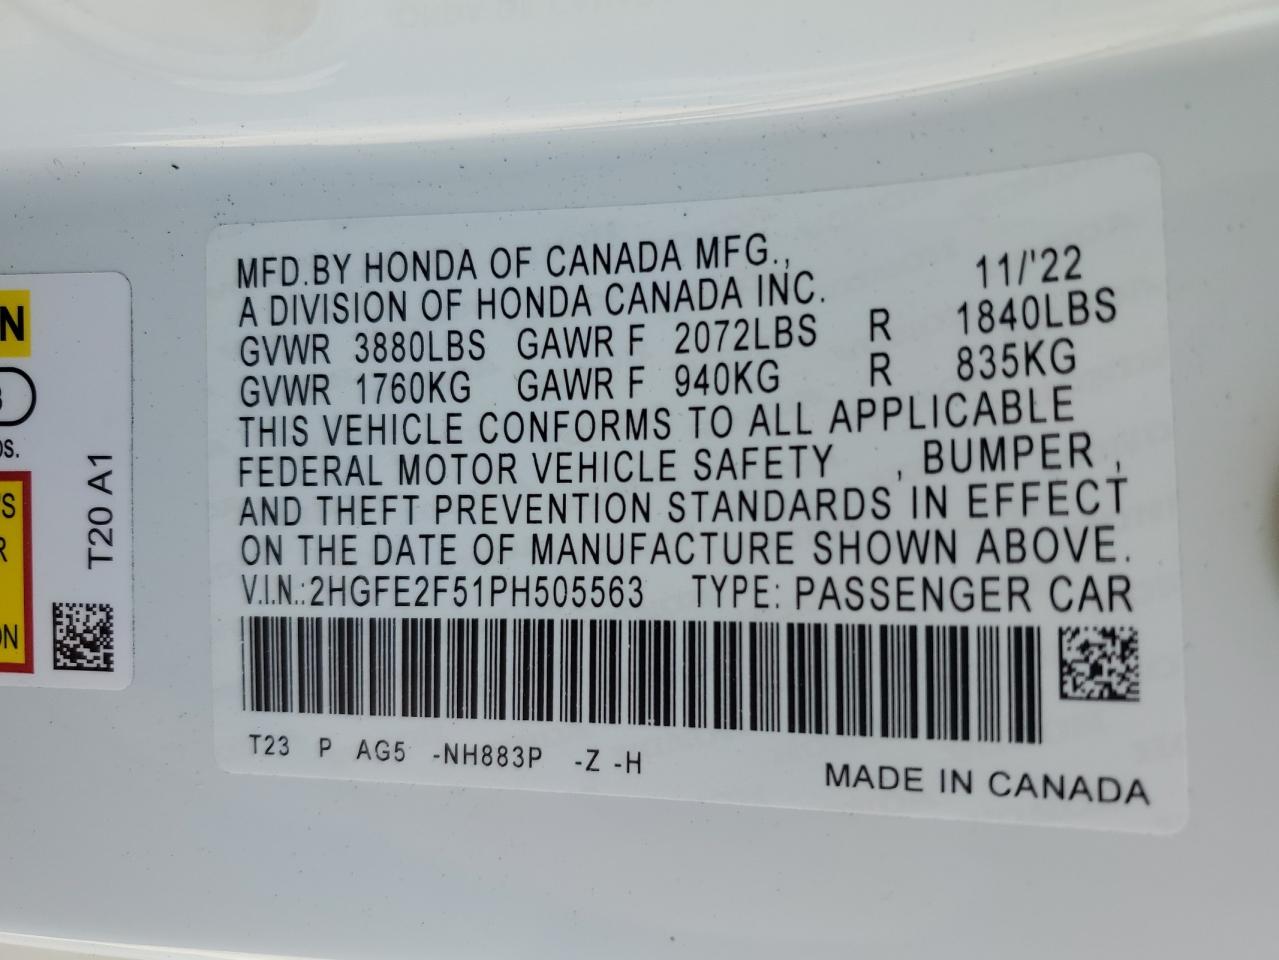 MFD.BY HONDA OF CANADA MFG., 11/'22
A DIVISION OF HONDA CANADA INC.
GVWR 3880LBS GAWR F 2072LBS R 1840LBS
GVWR 1760KG GAWR F 940KG R 835KG
THIS VEHICLE CONFORMS TO ALL APPLICABLE
FEDERAL MOTOR VEHICLE SAFETY , BUMPER ,
AND THEFT PREVENTION STANDARDS IN EFFECT
ON THE DATE OF MANUFACTURE SHOWN ABOVE.
V.I.N.:2HGFE2F51PH505563 TYPE: PASSENGER CAR
T23 P AG5 -NH883P -Z -H
MADE IN CANADA
T20 A1